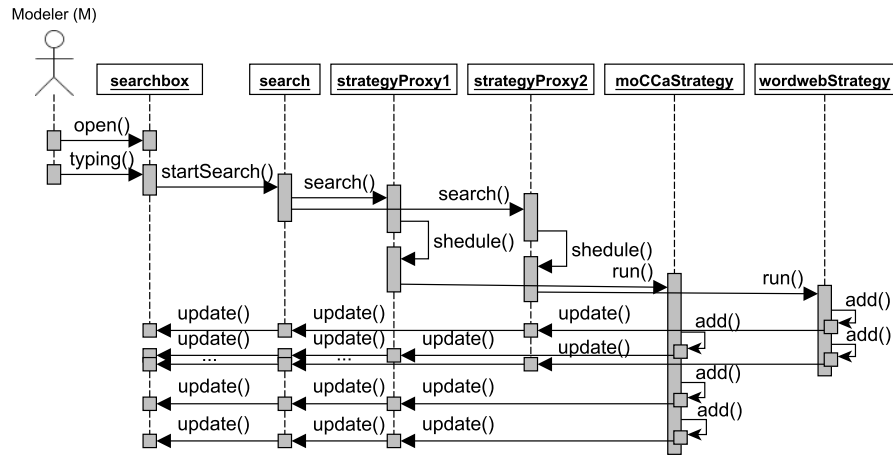 Modeler (M)
searchbox
search
strategyProxy1
strategyProxy2
moCCaStrategy
wordwebStrategy
open()
typing()
startSearch()
search()
search()
shedule()
shedule()
run()
run()
add()
update()
update()
update()
add()
add()
update()
update()
update()
update()
...
...
add()
update()
update()
update()
add()
update()
update()
update()